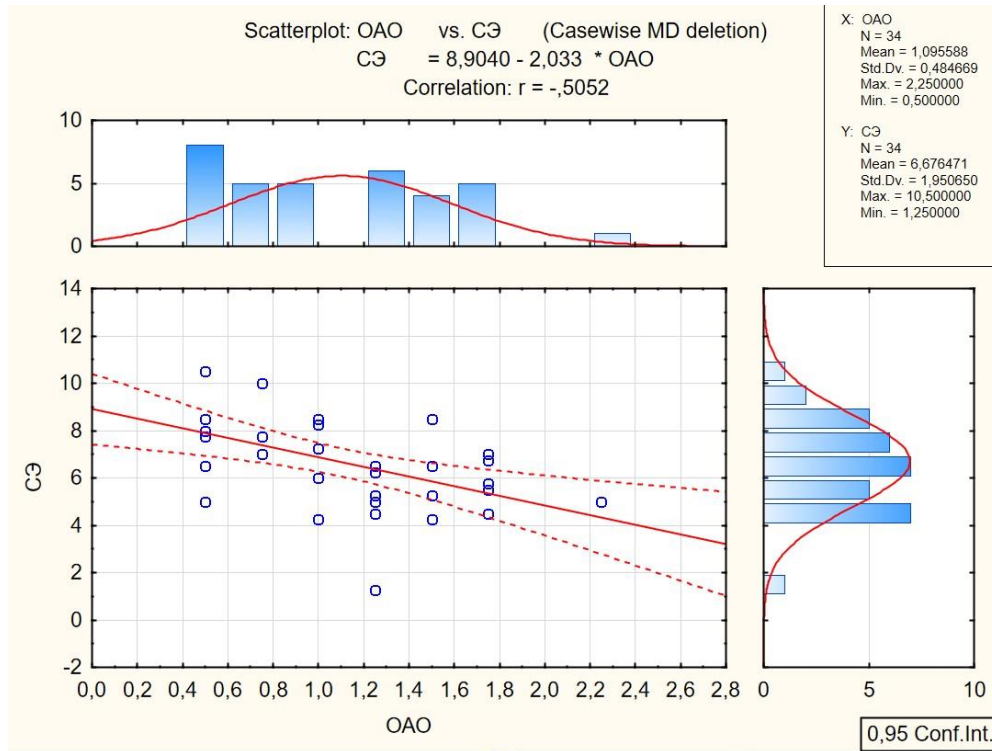 Scatterplot: ОАО vs. СЭ (Casewise MD deletion)
СЭ = 8,9040 - 2,033 * ОАО
Correlation: r = -,5052
X: ОАО
N = 34
Mean = 1,095588
Std.Dv. = 0,484669
Max. = 2,250000
Min. = 0,500000
Y: СЭ
N = 34
Mean = 6,676471
Std.Dv. = 1,950650
Max. = 10,500000
Min. = 1,250000
10
5
0
14
12
10
8
6
4
2
0
-2
СЭ
0,0 0,2 0,4 0,6 0,8 1,0 1,2 1,4 1,6 1,8 2,0 2,2 2,4 2,6 2,8
ОАО
0 5 10
0,95 Conf.Int.